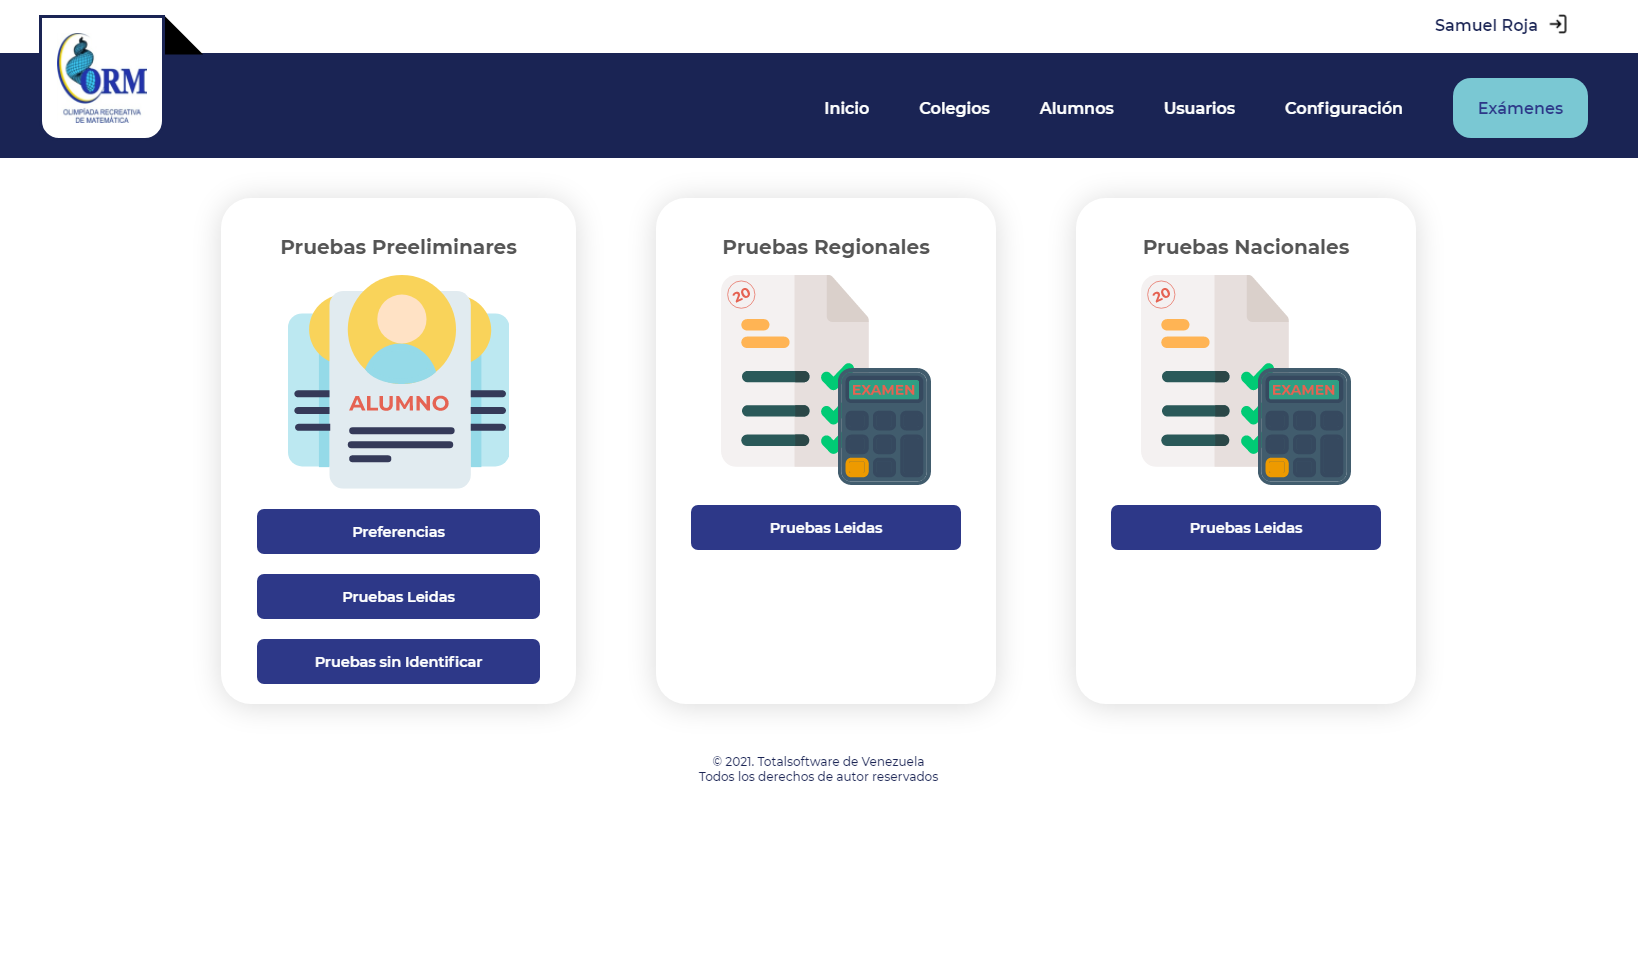 Samuel Roja
ORM
OLIMPÍADA RECREATIVA
DE MATEMÁTICA
Inicio
Colegios
Alumnos
Usuarios
Configuración
Exámenes
Pruebas Preeliminares
ALUMNO
Preferencias
Pruebas Leidas
Pruebas sin Identificar
Pruebas Regionales
20
EXAMEN
Pruebas Leidas
Pruebas Nacionales
20
EXAMEN
Pruebas Leidas
© 2021. Totalsoftware de Venezuela
Todos los derechos de autor reservados